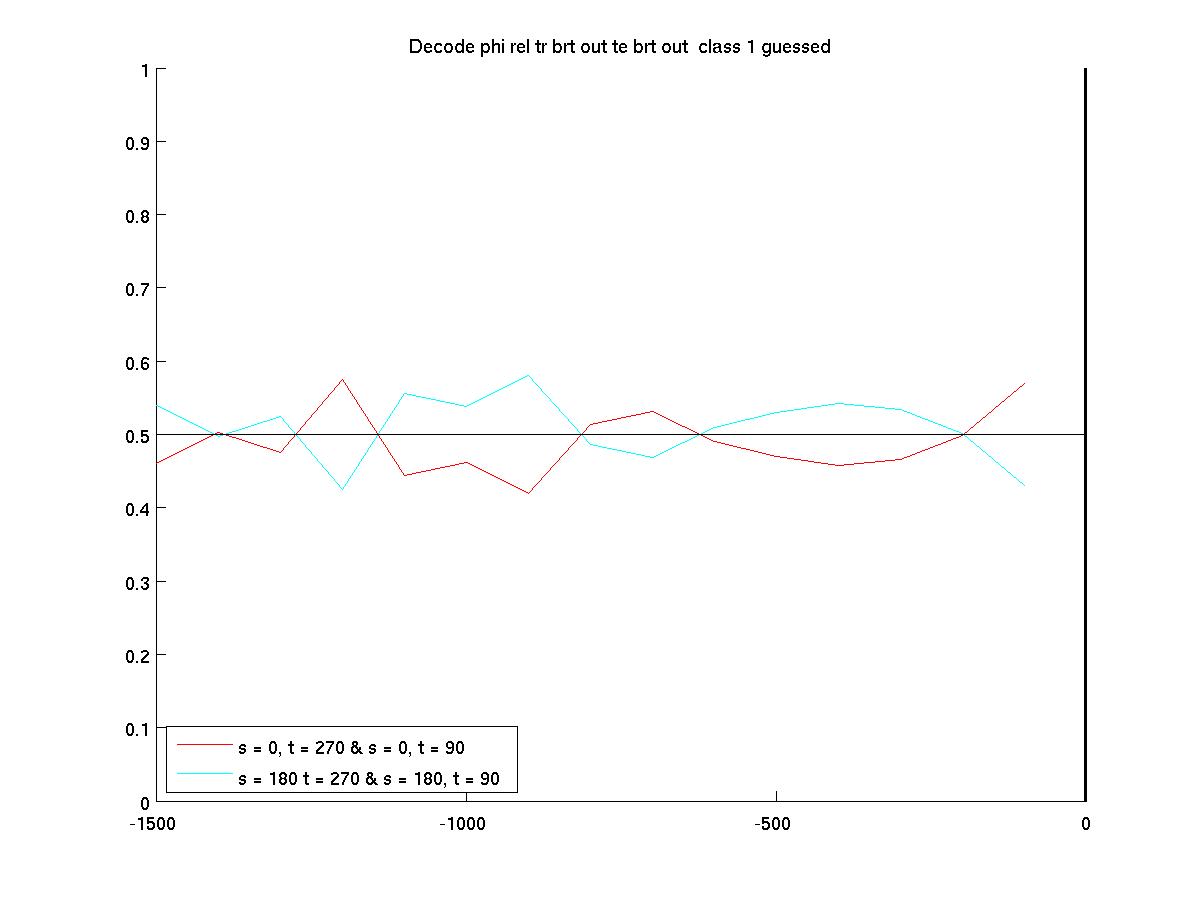 Decode phi rel tr brt out te brt out  class 1 guessed
1
0.9
0.8
0.7
0.6
0.5
0.4
0.3
0.2
0.1
0
s = 0, t = 270 & s = 0, t = 90
s = 180 t = 270 & s = 180, t = 90
-1500 -1000 -500 0